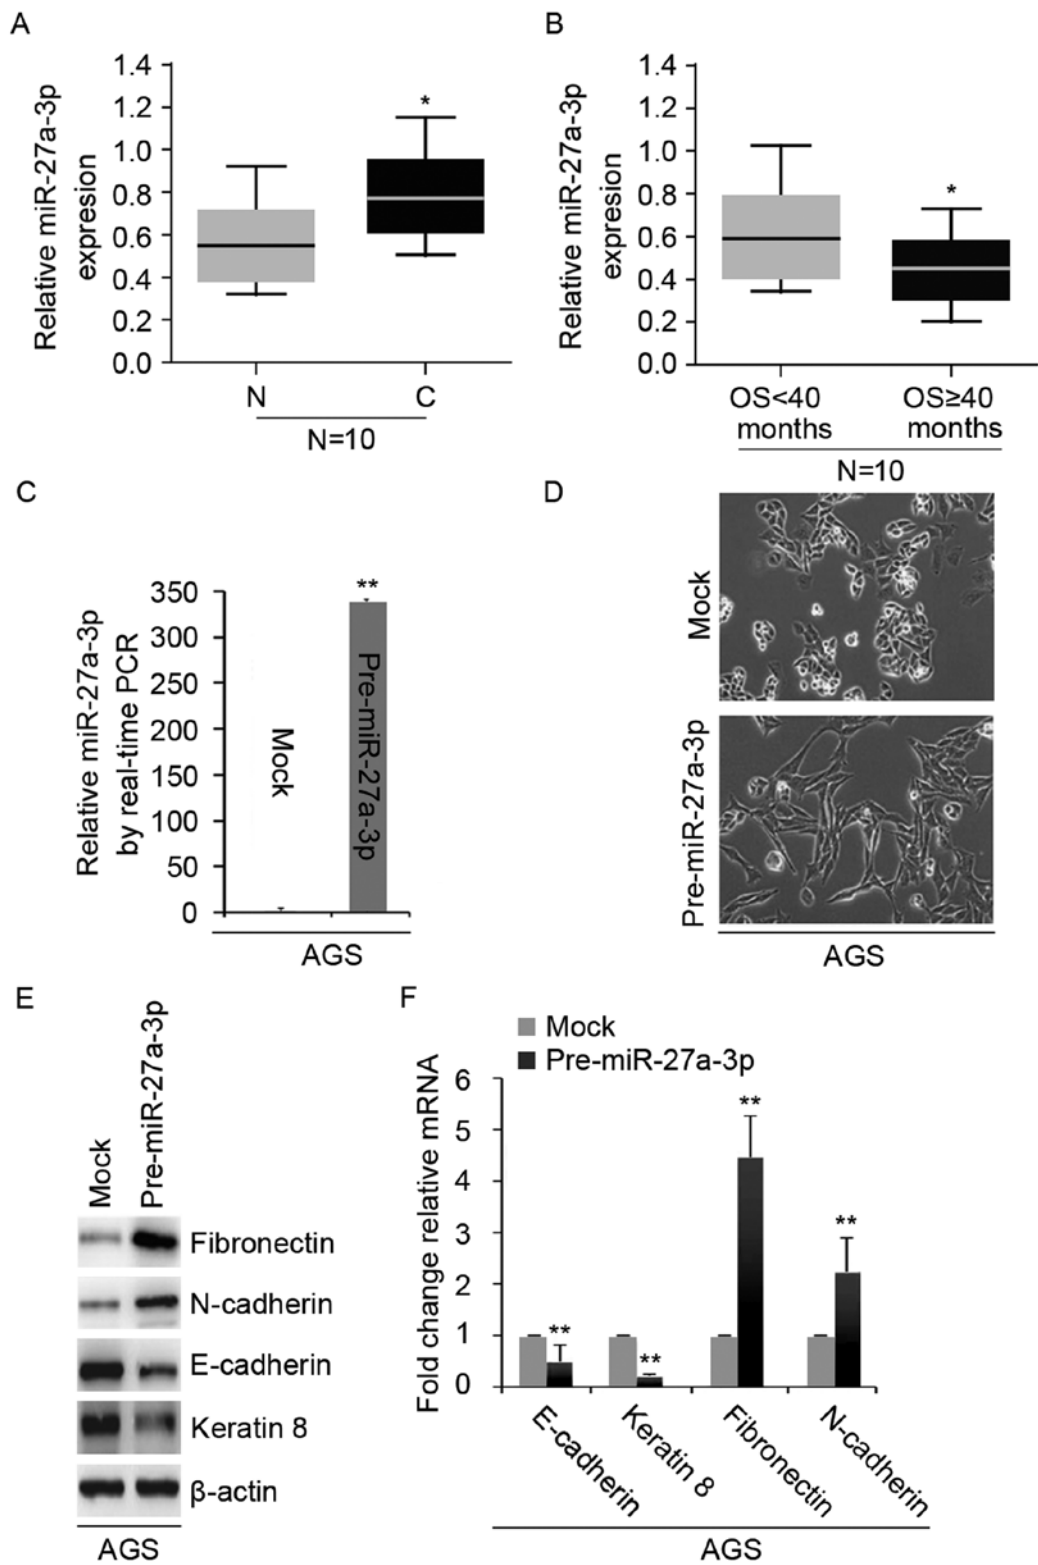 A
Relative miR-27a-3p
expresion
1.4
1.2
1.0
0.8
0.6
0.4
0.2
0.0
*
N
C
N=10
B
Relative miR-27a-3p
expresion
1.4
1.2
1.0
0.8
0.6
0.4
0.2
0.0
*
OS<40
months
OS≥40
months
N=10
C
Relative miR-27a-3p
by real-time PCR
350
300
250
200
150
100
50
0
**
Mock
Pre-miR-27a-3p
AGS
D
Mock
Pre-miR-27a-3p
AGS
E
Mock
Pre-miR-27a-3p
Fibronectin
N-cadherin
E-cadherin
Keratin 8
β-actin
AGS
F
Mock
Pre-miR-27a-3p
Fold change relative mRNA
6
5
4
3
2
1
0
**
**
**
**
E-cadherin
Keratin 8
Fibronectin
N-cadherin
AGS